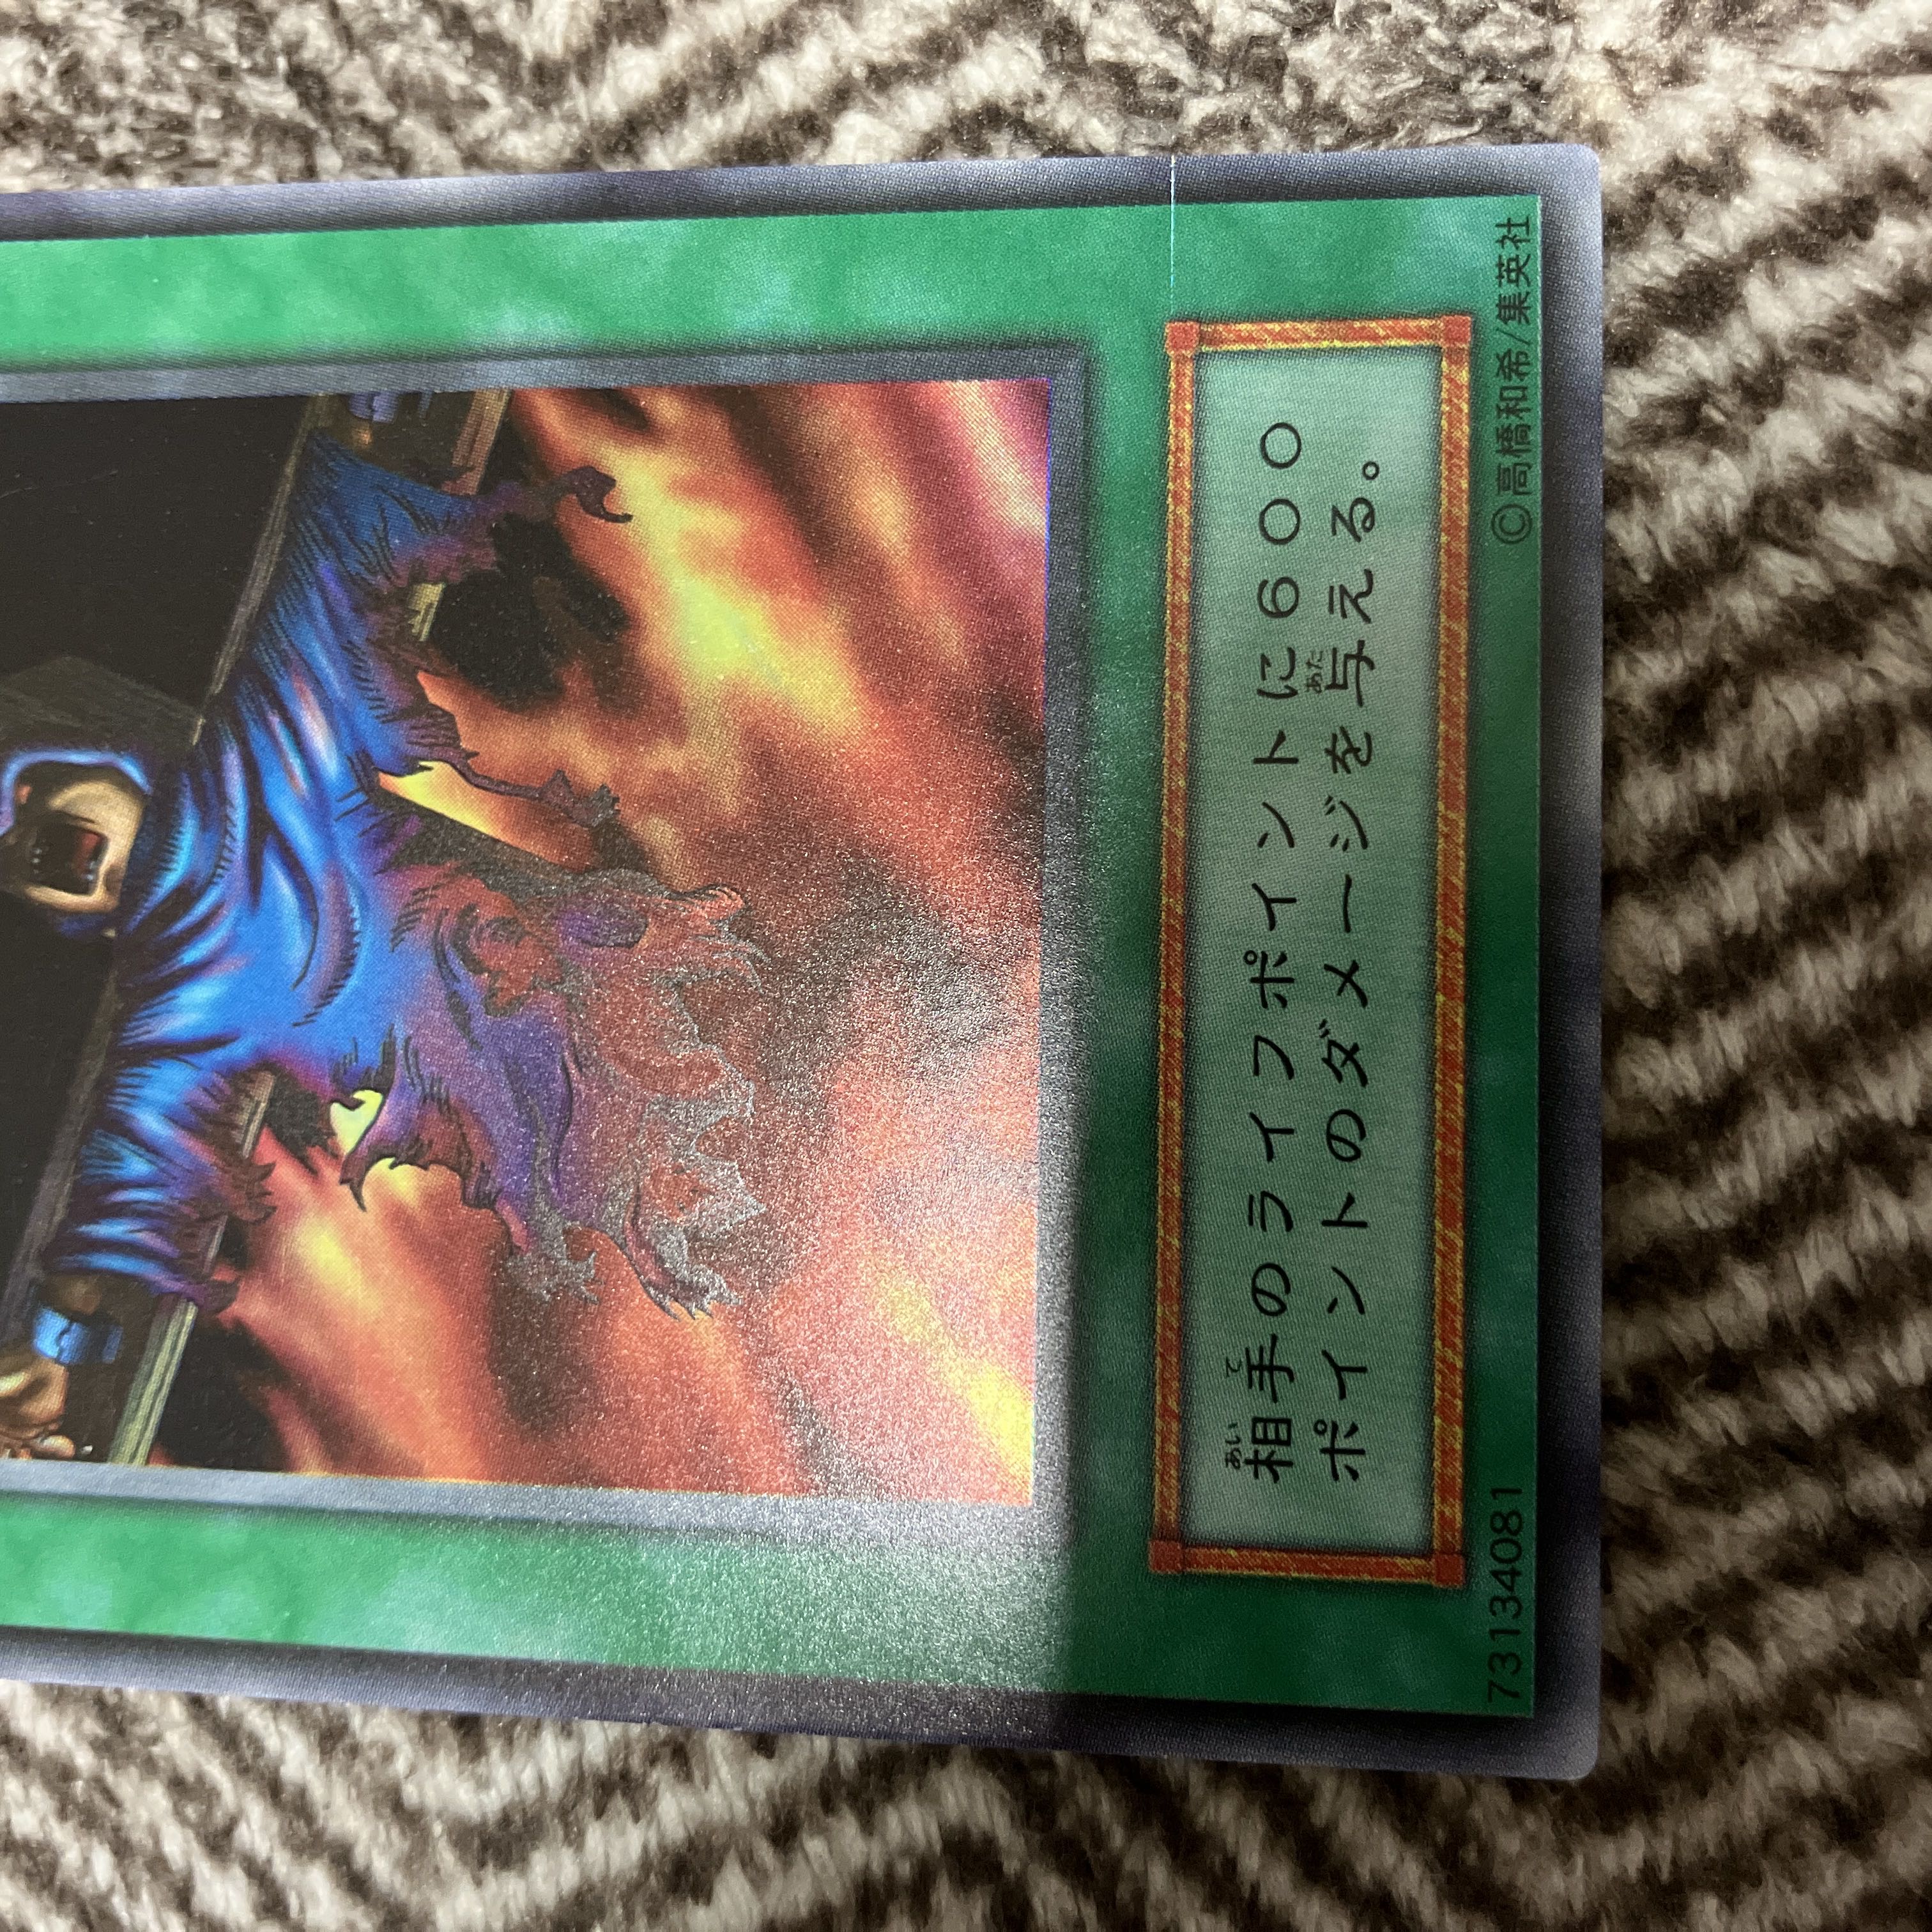 相手のライフポイントに600
ポイントのダメージを与える。
73134081
©高橋和希/集英社